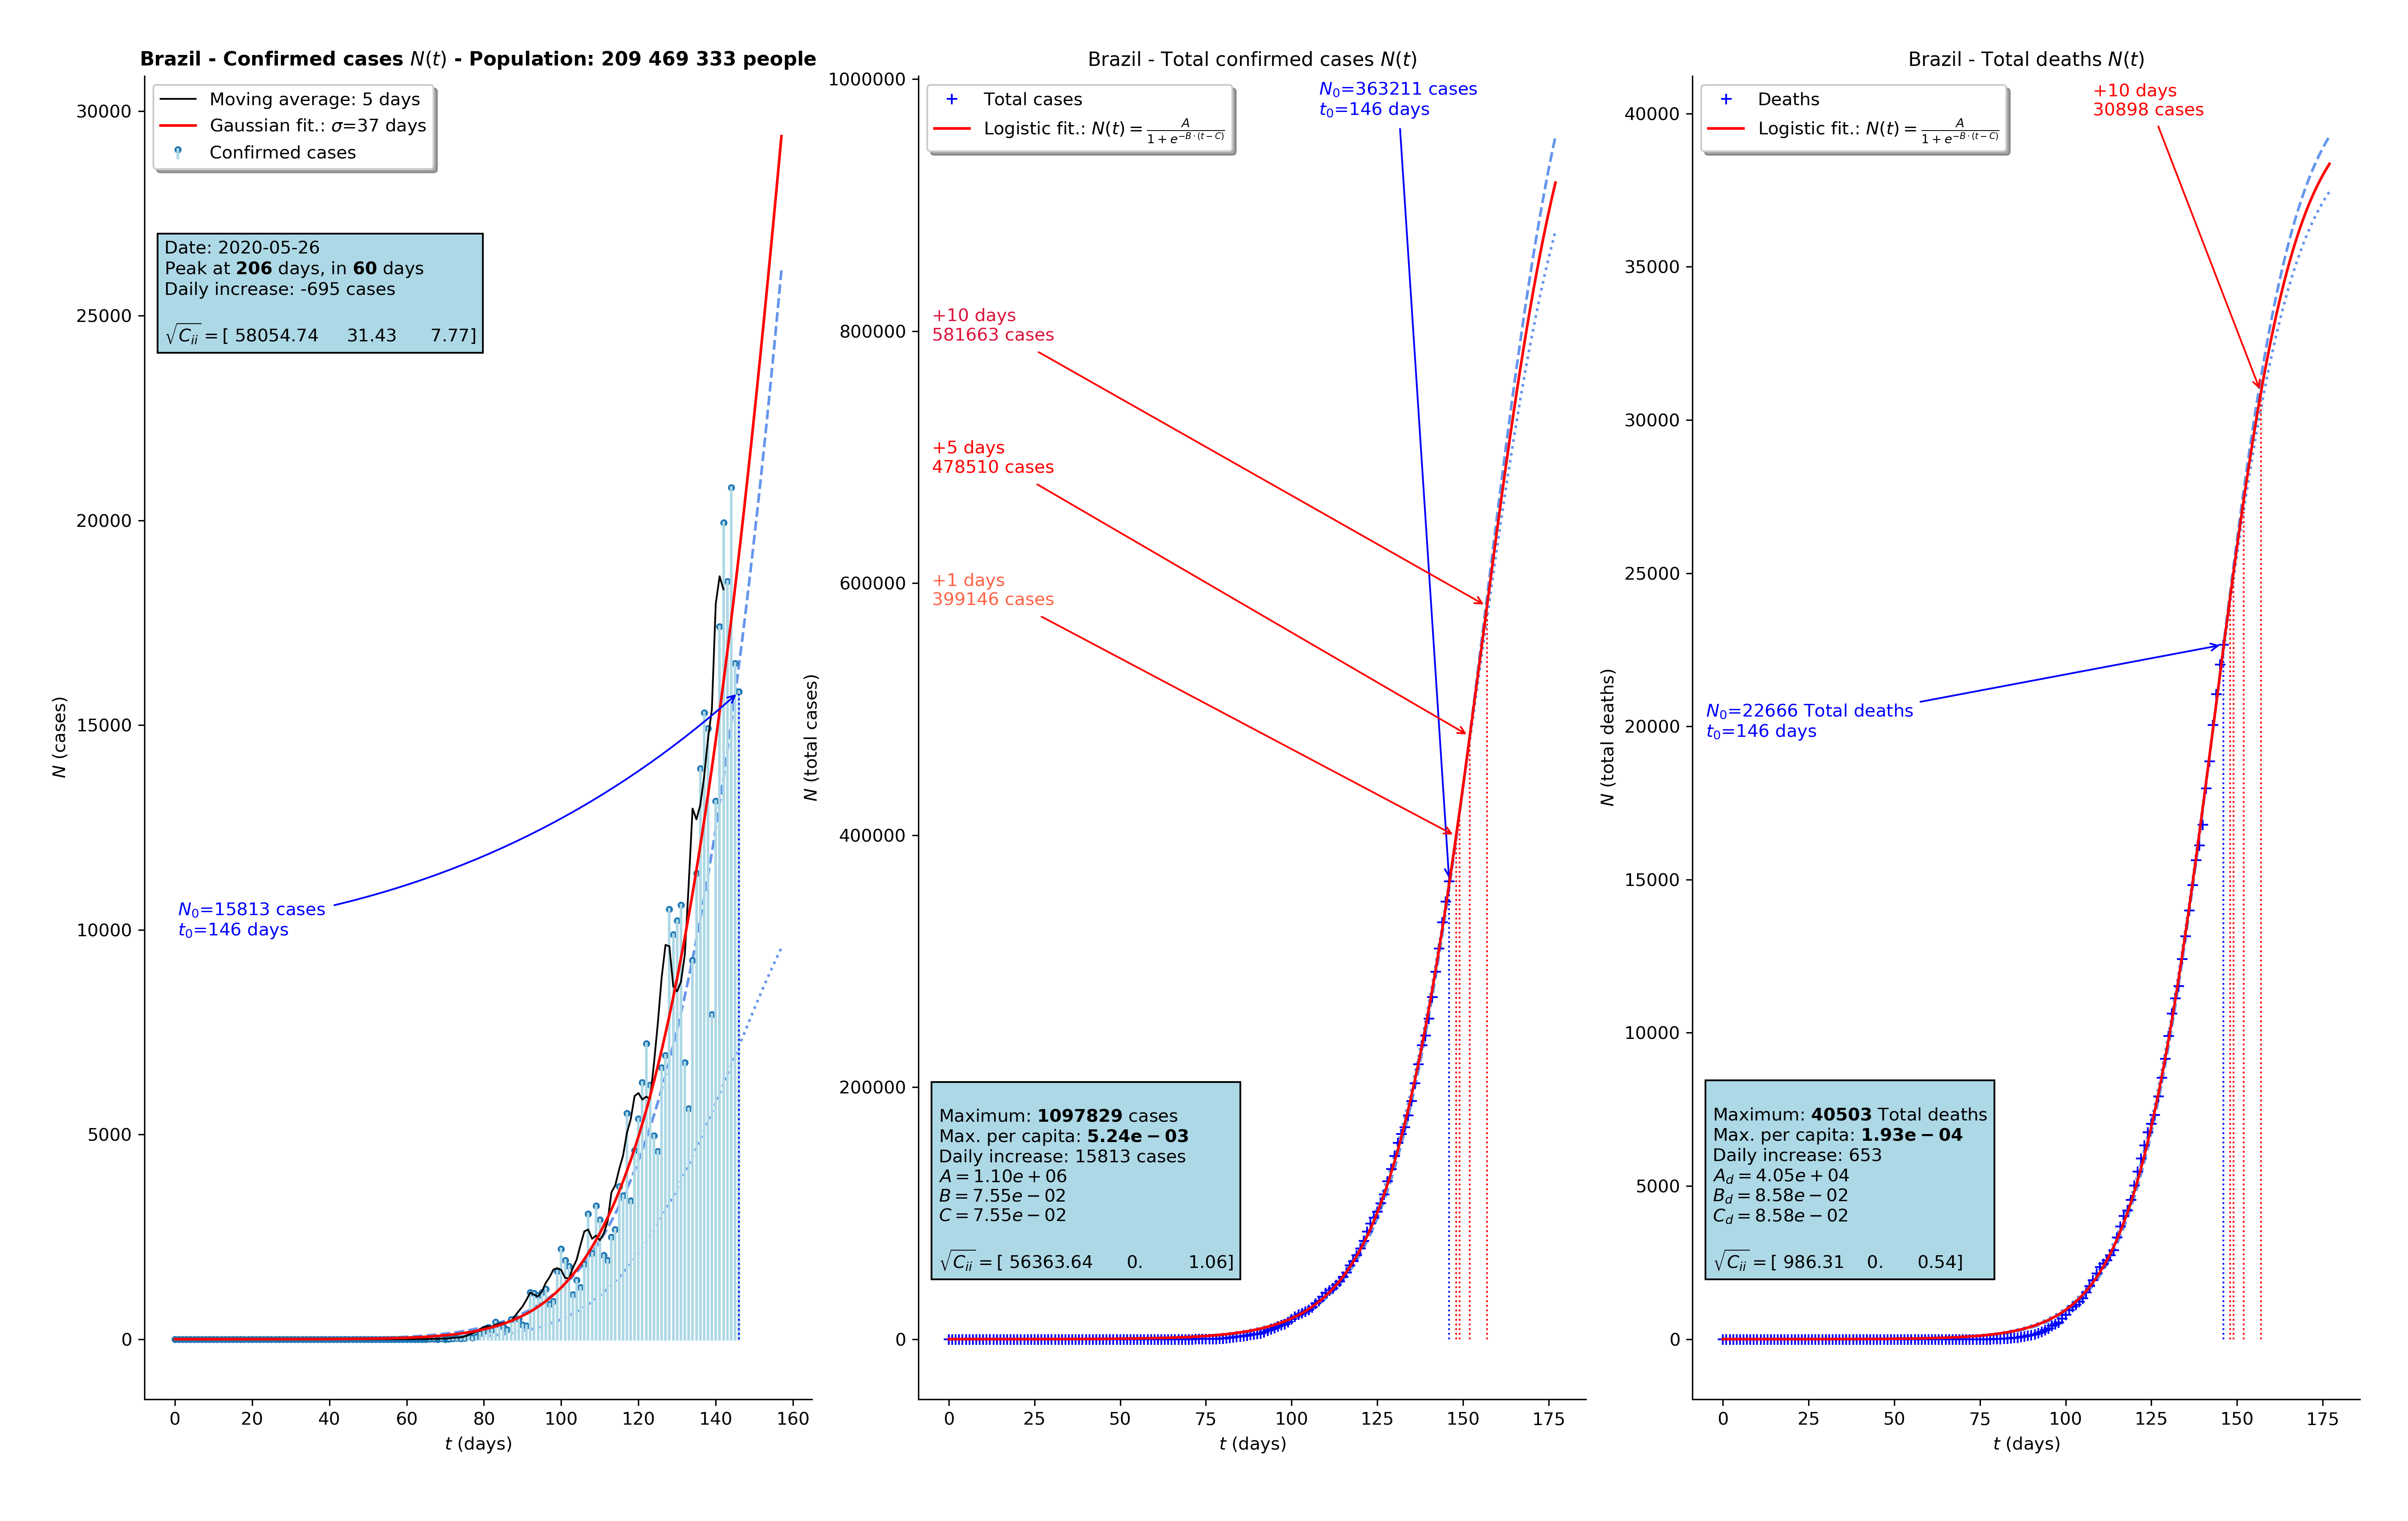 Brazil - Confirmed cases N(t) - Population: 209 469 333 people
Moving average: 5 days
Gaussian fit.: σ=37 days
Confirmed cases
Date: 2020-05-26
Peak at 206 days, in 60 days
Daily increase: -695 cases
√Cii = [ 58054.74 31.43 7.77]
N0=15813 cases
t0=146 days
30000
25000
20000
15000
10000
5000
0
N (cases)
0 20 40 60 80 100 120 140 160
t (days)
Brazil - Total confirmed cases N(t)
Total cases
Logistic fit.: N(t) = A / 1 + e^−B·(t−C)
N0=363211 cases
t0=146 days
+10 days
581663 cases
+5 days
478510 cases
+1 days
399146 cases
Maximum: 1097829 cases
Max. per capita: 5.24e − 03
Daily increase: 15813 cases
A = 1.10e + 06
B = 7.55e − 02
C = 7.55e − 02
√Cii = [ 56363.64 0. 1.06]
1000000
800000
600000
400000
200000
0
N (total cases)
0 25 50 75 100 125 150 175
t (days)
Brazil - Total deaths N(t)
Deaths
Logistic fit.: N(t) = A / 1 + e^−B·(t−C)
+10 days
30898 cases
N0=22666 Total deaths
t0=146 days
Maximum: 40503 Total deaths
Max. per capita: 1.93e − 04
Daily increase: 653
Ad = 4.05e + 04
Bd = 8.58e − 02
Cd = 8.58e − 02
√Cii = [ 986.31 0. 0.54]
40000
35000
30000
25000
20000
15000
10000
5000
0
N (total deaths)
0 25 50 75 100 125 150 175
t (days)